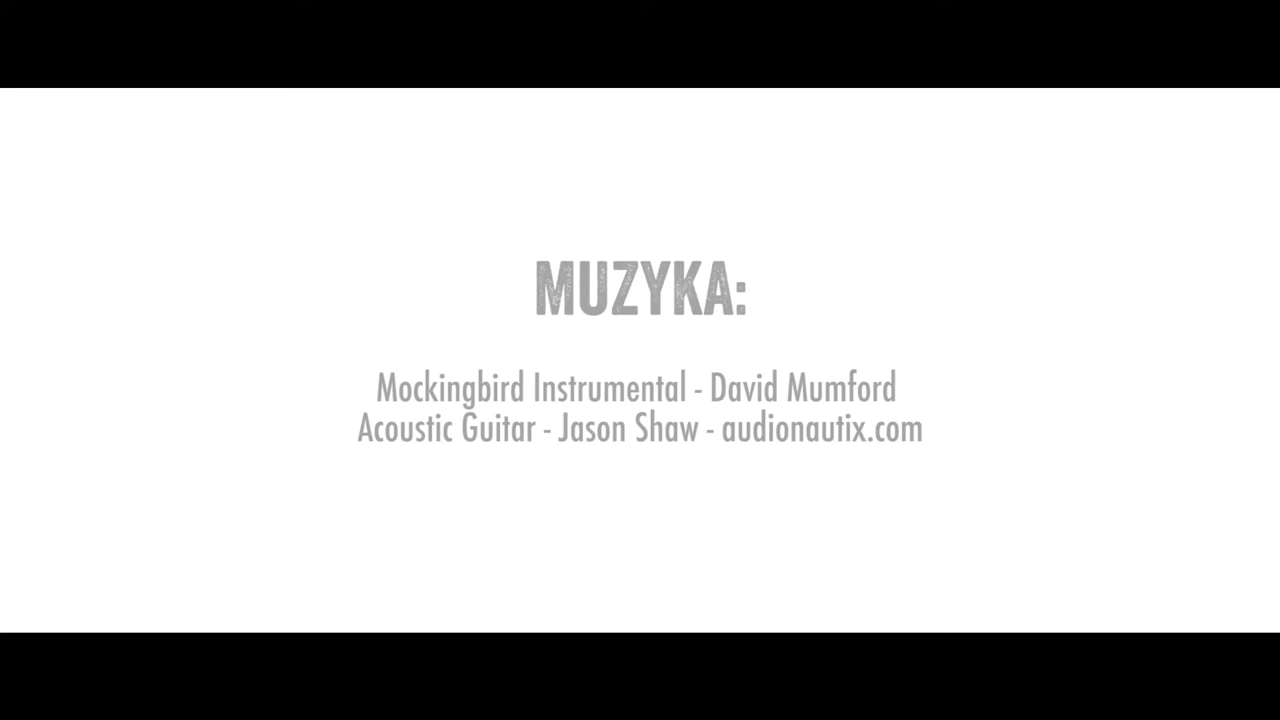 MUZYKA:
Mockingbird Instrumental - David Mumford
Acoustic Guitar - Jason Shaw - audionautix.com